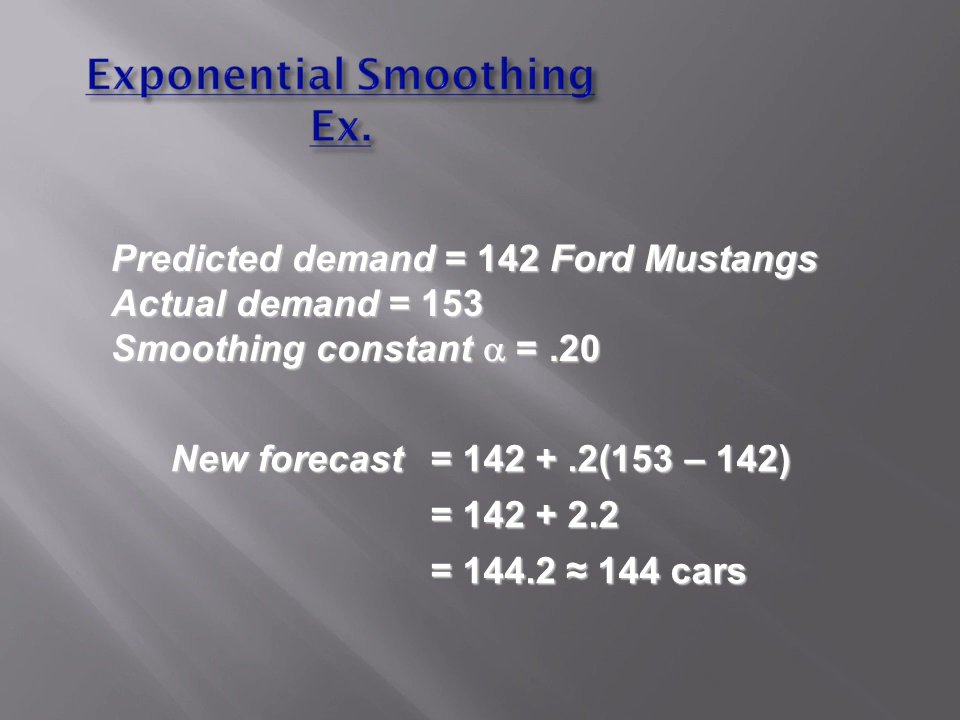 Exponential Smoothing
Ex.
Predicted demand = 142 Ford Mustangs
Actual demand = 153
Smoothing constant α = .20
New forecast = 142 + .2(153 – 142)
= 142 + 2.2
= 144.2 ≈ 144 cars